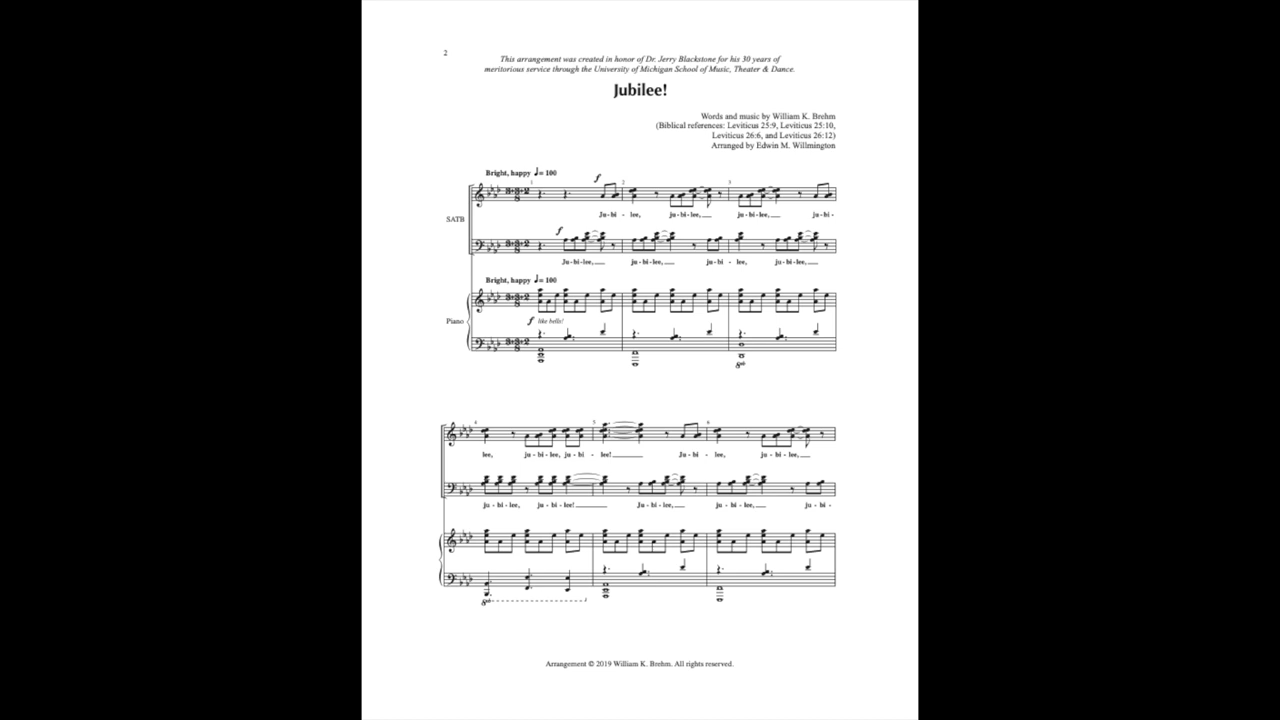 2
This arrangement was created in honor of Dr. Jerry Blackstone for his 30 years of
meritorious service through the University of Michigan School of Music, Theater & Dance.
Jubilee!
Words and music by William K. Brehm
(Biblical references: Leviticus 25:9, Leviticus 25:10,
Leviticus 26:6, and Leviticus 26:12)
Arranged by Edwin M. Willmington
Bright, happy ♩= 100
f
1 2 3
SATB
Ju - bi - lee, ju - bi - lee, ju - bi - lee, ju - bi -
f
Ju - bi - lee, ju - bi - lee, ju - bi - lee, ju - bi - lee,
Bright, happy ♩= 100
Piano
f like bells!
8vb
4 5 6
lee, ju - bi - lee, ju - bi - lee! Ju - bi - lee, ju - bi - lee,
ju - bi - lee, ju - bi - lee! Ju - bi - lee, ju - bi - lee, ju - bi -
8vb
Arrangement © 2019 William K. Brehm. All rights reserved.